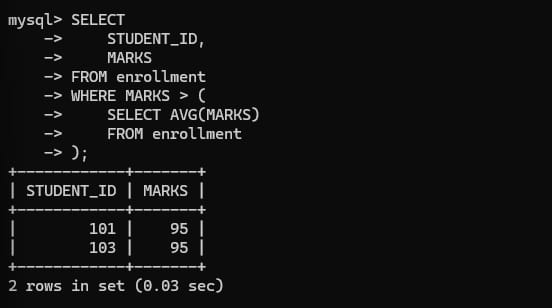 mysql> SELECT
    ->     STUDENT_ID,
    ->     MARKS
    -> FROM enrollment
    -> WHERE MARKS > (
    ->     SELECT AVG(MARKS)
    ->     FROM enrollment
    -> );
+------------+-------+
| STUDENT_ID | MARKS |
+------------+-------+
|        101 |    95 |
|        103 |    95 |
+------------+-------+
2 rows in set (0.03 sec)